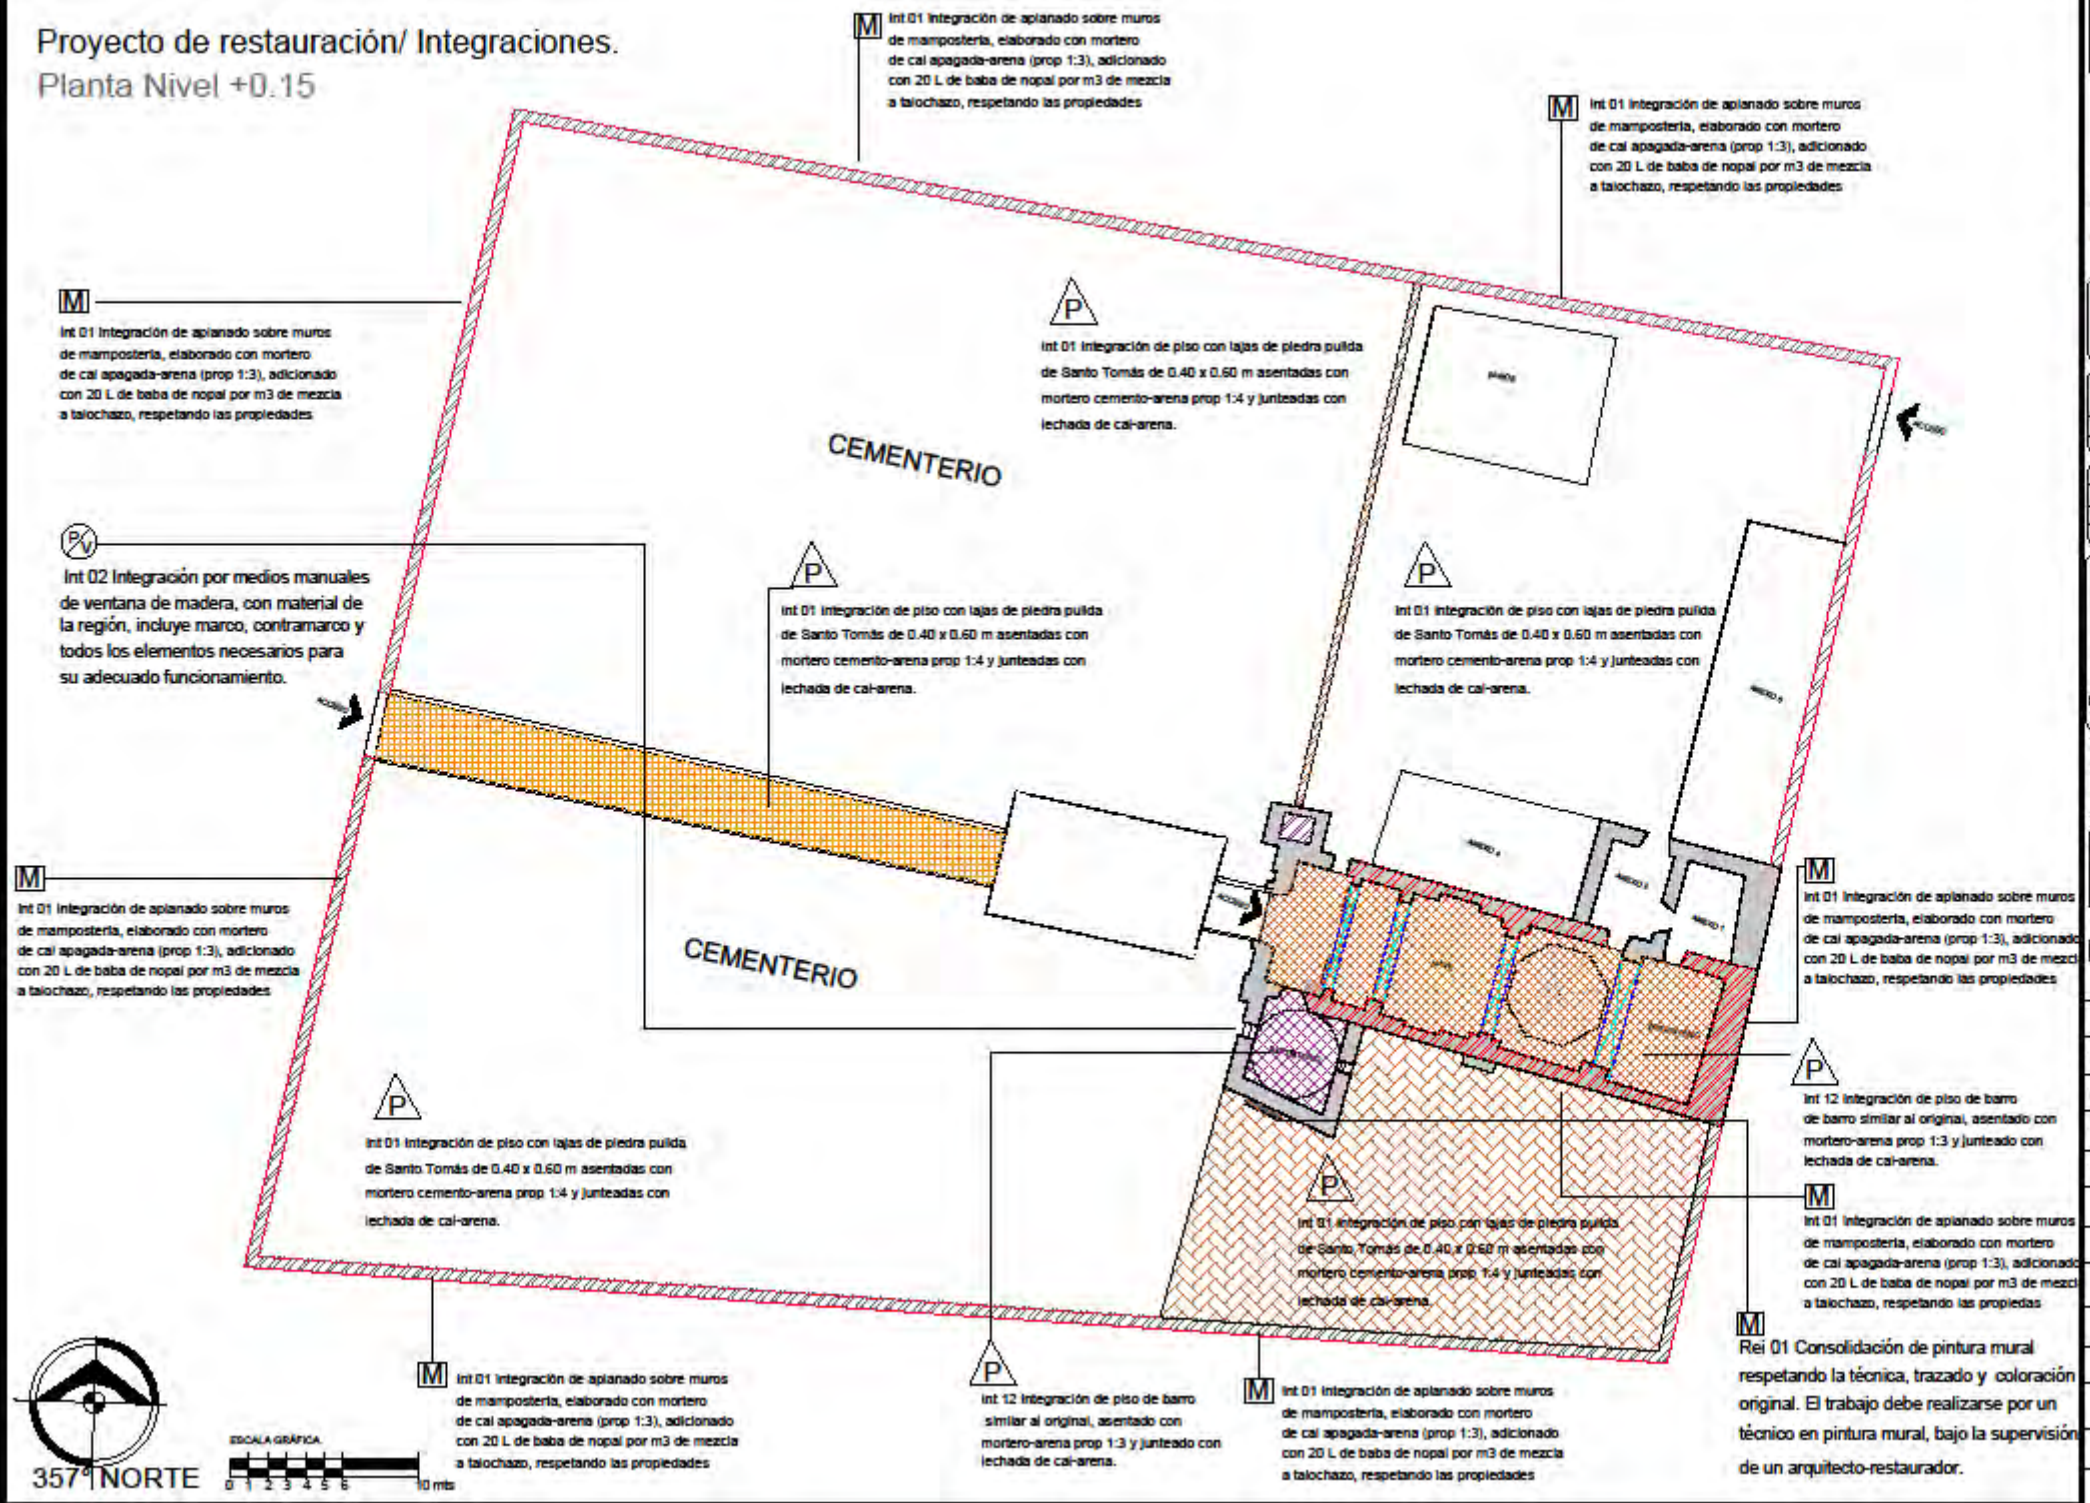 Proyecto de restauración/ Integraciones.
Planta Nivel +0.15
M
Int 01 Integración de aplanado sobre muros
de mampostería, elaborado con mortero
de cal apagada-arena (prop 1:3), adicionado
con 20 L de baba de nopal por m3 de mezcla
a talochazo, respetando las propiedades
M
Int 01 Integración de aplanado sobre muros
de mampostería, elaborado con mortero
de cal apagada-arena (prop 1:3), adicionado
con 20 L de baba de nopal por m3 de mezcla
a talochazo, respetando las propiedades
M
Int 01 Integración de aplanado sobre muros
de mampostería, elaborado con mortero
de cal apagada-arena (prop 1:3), adicionado
con 20 L de baba de nopal por m3 de mezcla
a talochazo, respetando las propiedades
P
Int 01 Integración de piso con lajas de piedra pulida
de Santo Tomás de 0.40 x 0.60 m asentadas con
mortero cemento-arena prop 1:4 y junteadas con
lechada de cal-arena.
ACCESO
CEMENTERIO
P/V
Int 02 Integración por medios manuales
de ventana de madera, con material de
la región, incluye marco, contramarco y
todos los elementos necesarios para
su adecuado funcionamiento.
P
Int 01 Integración de piso con lajas de piedra pulida
de Santo Tomás de 0.40 x 0.60 m asentadas con
mortero cemento-arena prop 1:4 y junteadas con
lechada de cal-arena.
P
Int 01 Integración de piso con lajas de piedra pulida
de Santo Tomás de 0.40 x 0.60 m asentadas con
mortero cemento-arena prop 1:4 y junteadas con
lechada de cal-arena.
ACCESO
ANEXO
ANEXO 4
ANEXO
ANEXO
ACCESO
M
Int 01 Integración de aplanado sobre muros
de mampostería, elaborado con mortero
de cal apagada-arena (prop 1:3), adicionado
con 20 L de baba de nopal por m3 de mezcla
a talochazo, respetando las propiedades
CEMENTERIO
M
Int 01 Integración de aplanado sobre muros
de mampostería, elaborado con mortero
de cal apagada-arena (prop 1:3), adicionado
con 20 L de baba de nopal por m3 de mezcl
a talochazo, respetando las propiedades
P
Int 12 Integración de piso de barro
de barro similar al original, asentado con
mortero-arena prop 1:3 y junteado con
lechada de cal-arena.
P
Int 01 Integración de piso con lajas de piedra pulida
de Santo Tomás de 0.40 x 0.60 m asentadas con
mortero cemento-arena prop 1:4 y junteadas con
lechada de cal-arena.
P
Int 01 Integración de piso con lajas de piedra pulida
de Santo Tomás de 0.40 x 0.60 m asentadas con
mortero cemento-arena prop 1:4 y junteadas con
lechada de cal-arena.
M
Int 01 Integración de aplanado sobre muros
de mampostería, elaborado con mortero
de cal apagada-arena (prop 1:3), adicionado
con 20 L de baba de nopal por m3 de mezcl
a talochazo, respetando las propiedas
M
Rei 01 Consolidación de pintura mural
respetando la técnica, trazado y coloración
original. El trabajo debe realizarse por un
técnico en pintura mural, bajo la supervisión
de un arquitecto-restaurador.
M
Int 01 Integración de aplanado sobre muros
de mampostería, elaborado con mortero
de cal apagada-arena (prop 1:3), adicionado
con 20 L de baba de nopal por m3 de mezcla
a talochazo, respetando las propiedades
P
Int 12 Integración de piso de barro
similar al original, asentado con
mortero-arena prop 1:3 y junteado con
lechada de cal-arena.
M
Int 01 Integración de aplanado sobre muros
de mampostería, elaborado con mortero
de cal apagada-arena (prop 1:3), adicionado
con 20 L de baba de nopal por m3 de mezcla
a talochazo, respetando las propiedades
357° NORTE
ESCALA GRÁFICA
0 1 2 3 4 5 6 10 mts